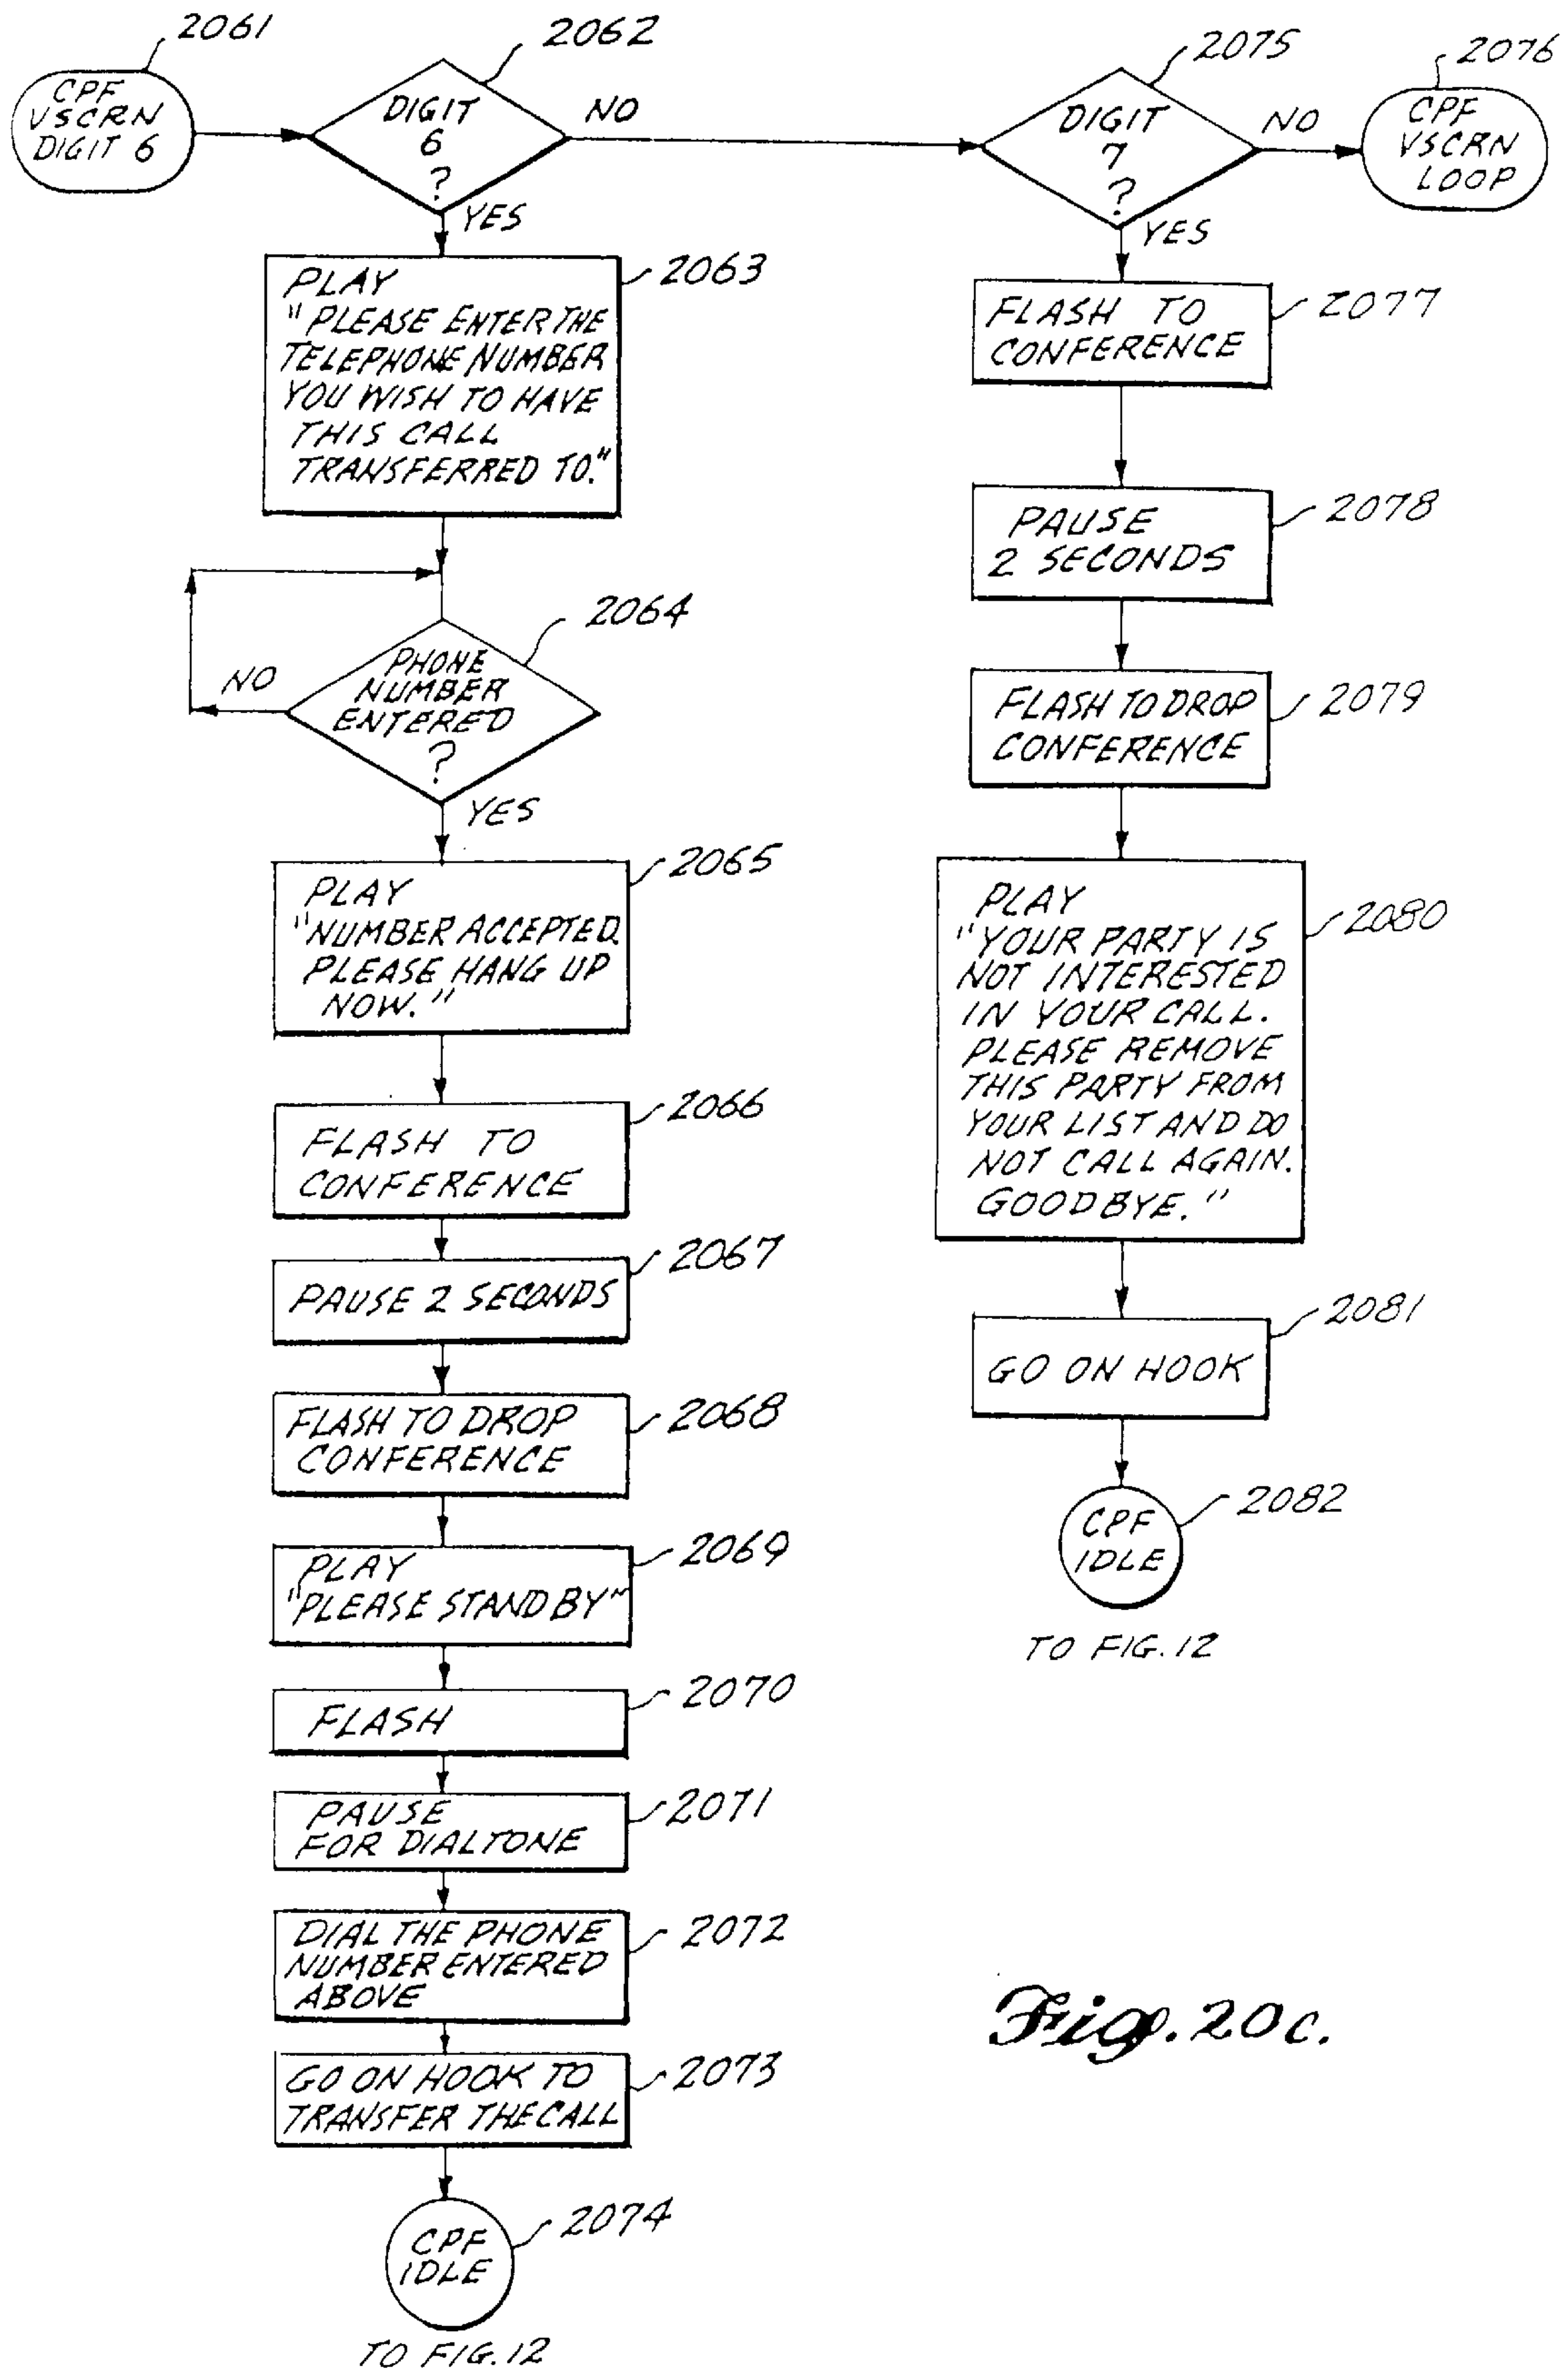 2061
CPF
VSCRN
DIGIT 6
2062
DIGIT
6
?
NO
YES
2075
DIGIT
7
?
NO
YES
2076
CPF
VSCRN
LOOP
2063
PLAY
"PLEASE ENTER THE
TELEPHONE NUMBER
YOU WISH TO HAVE
THIS CALL
TRANSFERRED TO."
2064
PHONE
NUMBER
ENTERED
?
NO
YES
2065
PLAY
"NUMBER ACCEPTED.
PLEASE HANG UP
NOW."
2066
FLASH TO
CONFERENCE
2067
PAUSE 2 SECONDS
2068
FLASH TO DROP
CONFERENCE
2069
PLAY
"PLEASE STAND BY"
2070
FLASH
2071
PAUSE
FOR DIALTONE
2072
DIAL THE PHONE
NUMBER ENTERED
ABOVE
2073
GO ON HOOK TO
TRANSFER THE CALL
2074
CPF
IDLE
TO FIG. 12
2077
FLASH TO
CONFERENCE
2078
PAUSE
2 SECONDS
2079
FLASH TO DROP
CONFERENCE
2080
PLAY
"YOUR PARTY IS
NOT INTERESTED
IN YOUR CALL.
PLEASE REMOVE
THIS PARTY FROM
YOUR LIST AND DO
NOT CALL AGAIN.
GOODBYE."
2081
GO ON HOOK
2082
CPF
IDLE
TO FIG. 12
Fig. 20c.